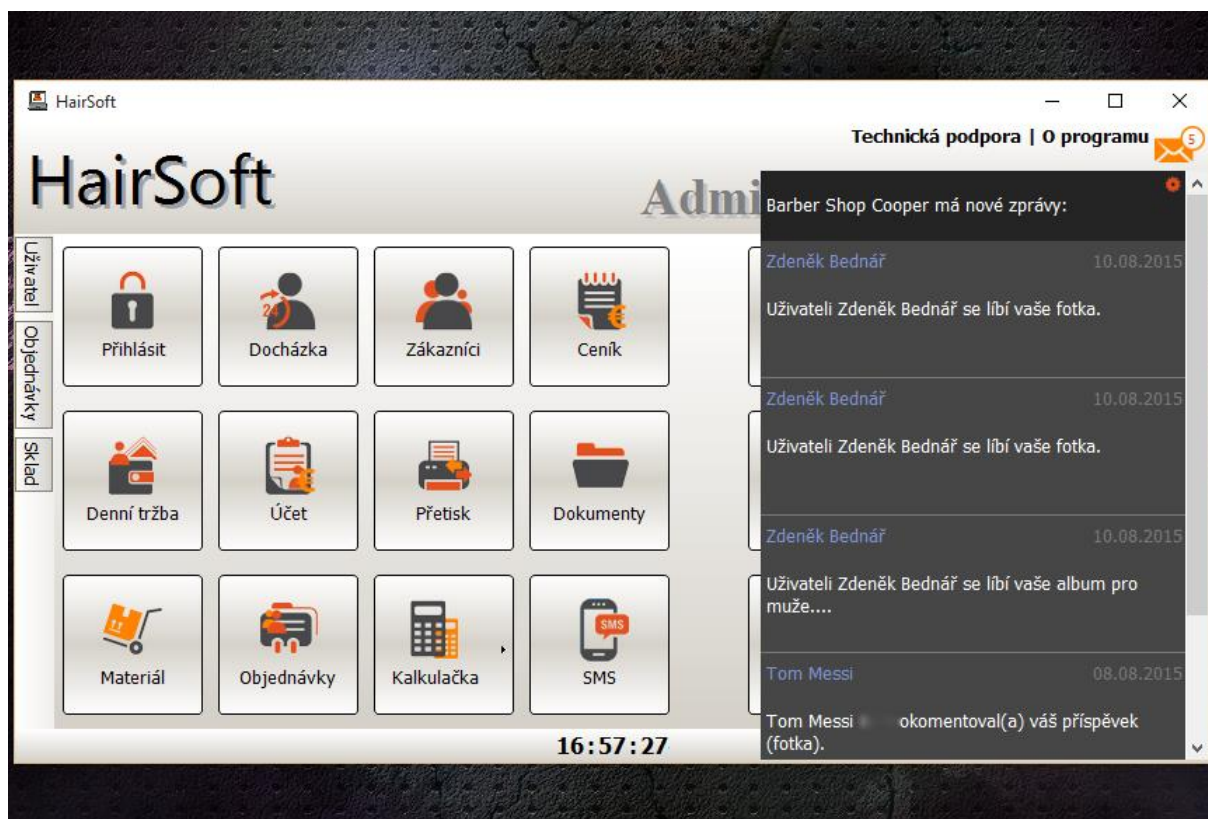 HairSoft
Technická podpora | O programu
5
HairSoft
Barber Shop Cooper má nové zprávy:
Uživatel
Objednávky
Sklad
Přihlásit
24
Docházka
Zákazníci
€
Ceník
Denní tržba
Účet
Přetisk
Dokumenty
Materiál
Objednávky
Kalkulačka
SMS
SMS
16:57:27
Zdeněk Bednář 10.08.2015
Uživateli Zdeněk Bednář se líbí vaše fotka.
Zdeněk Bednář 10.08.2015
Uživateli Zdeněk Bednář se líbí vaše fotka.
Zdeněk Bednář 10.08.2015
Uživateli Zdeněk Bednář se líbí vaše album pro
muže....
Tom Messi 08.08.2015
Tom Messi okomentoval(a) váš příspěvek
(fotka).